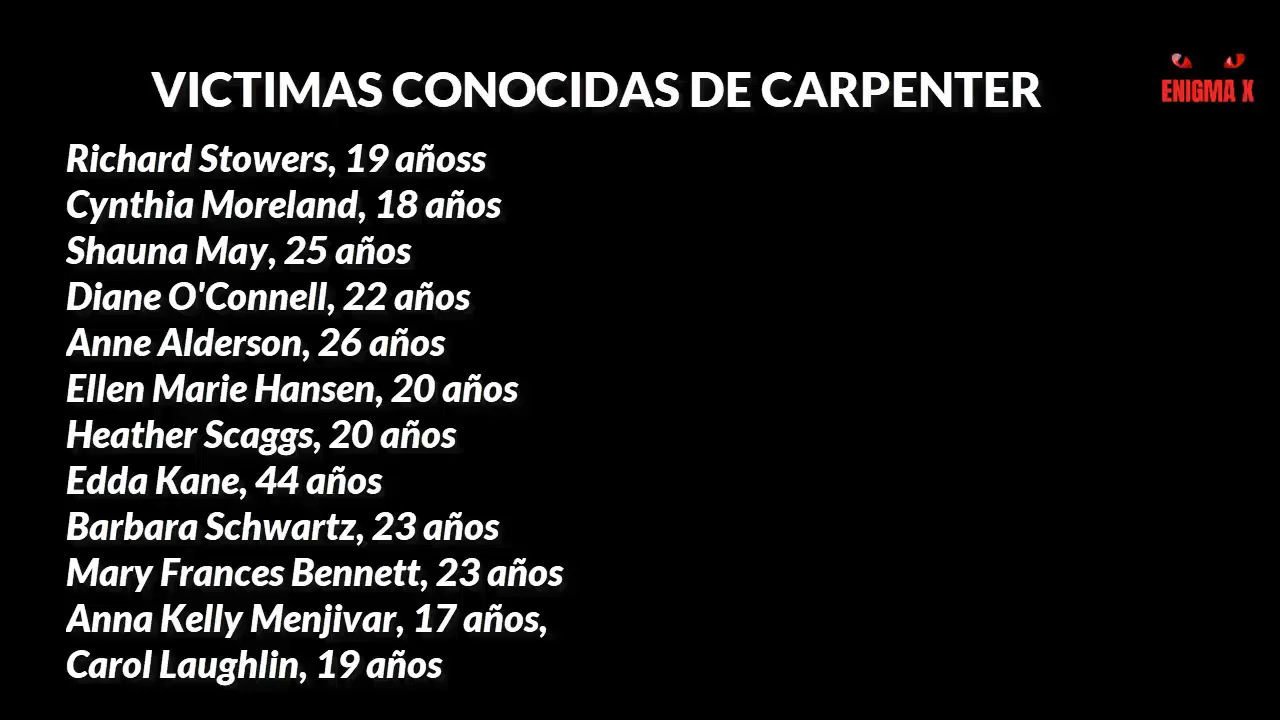 VICTIMAS CONOCIDAS DE CARPENTER
ENIGMA X
Richard Stowers, 19 añoss
Cynthia Moreland, 18 años
Shauna May, 25 años
Diane O'Connell, 22 años
Anne Alderson, 26 años
Ellen Marie Hansen, 20 años
Heather Scaggs, 20 años
Edda Kane, 44 años
Barbara Schwartz, 23 años
Mary Frances Bennett, 23 años
Anna Kelly Menjivar, 17 años,
Carol Laughlin, 19 años